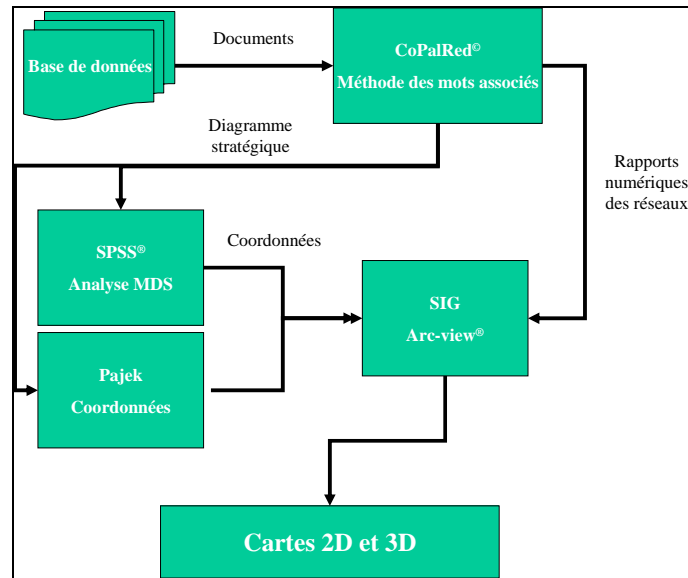 Documents
Base de données
CoPalRed©
Méthode des mots associés
Diagramme
stratégique
Rapports
numériques
des réseaux
SPSS®
Analyse MDS
Coordonnées
SIG
Arc-view®
Pajek
Coordonnées
Cartes 2D et 3D